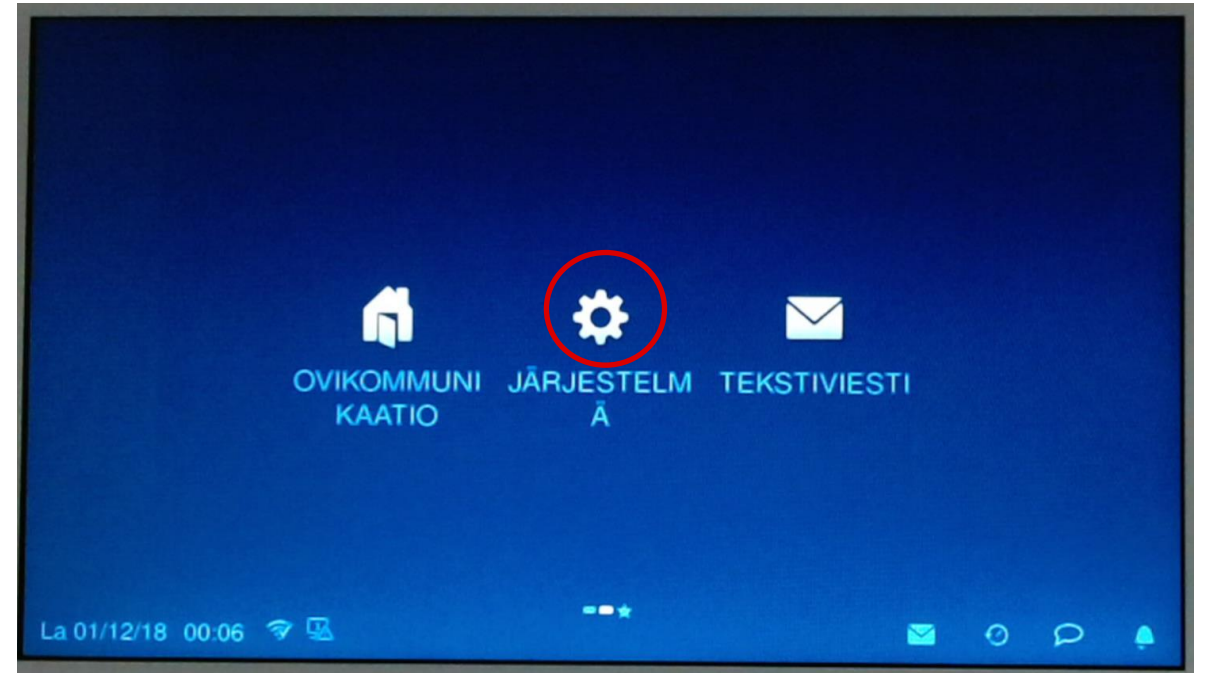 OVIKOMMUNI
KAATIO
JÄRJESTELM
Ä
TEKSTIVIESTI
La 01/12/18 00:06